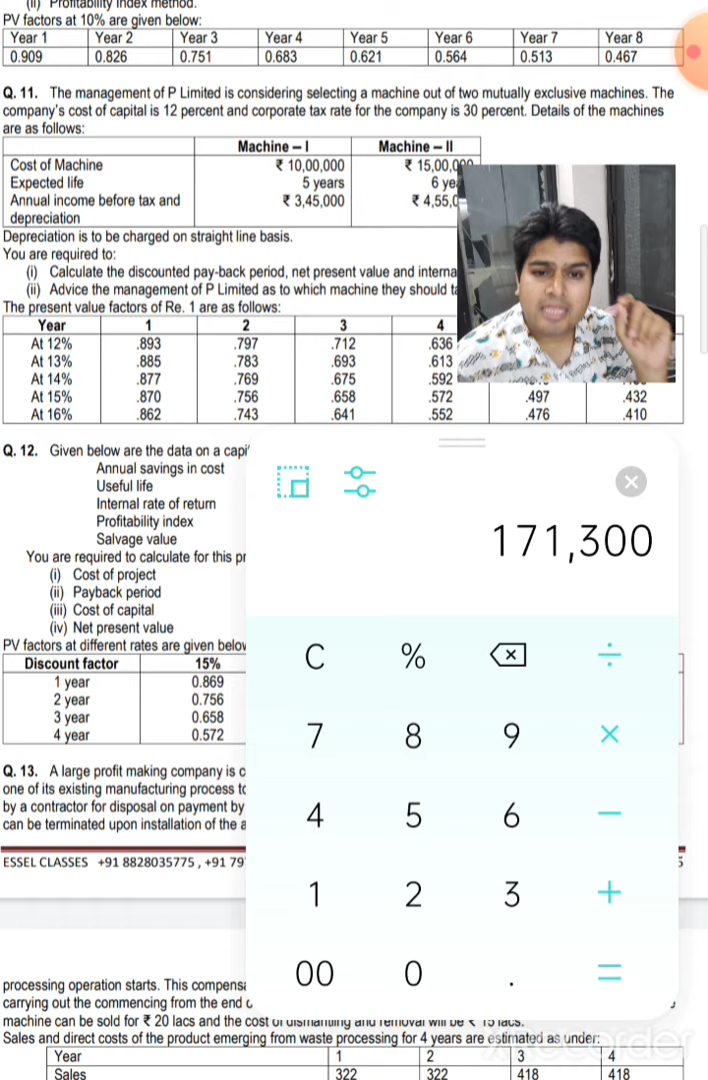 (ii) Profitability index method.
PV factors at 10% are given below:
Year 1 Year 2 Year 3 Year 4 Year 5 Year 6 Year 7 Year 8
0.909 0.826 0.751 0.683 0.621 0.564 0.513 0.467
Q. 11. The management of P Limited is considering selecting a machine out of two mutually exclusive machines. The
company's cost of capital is 12 percent and corporate tax rate for the company is 30 percent. Details of the machines
are as follows:
Machine – I Machine – II
Cost of Machine ₹ 10,00,000 ₹ 15,00,000
Expected life 5 years 6 
Annual income before tax and ₹ 3,45,000 ₹ 4,55,0
depreciation
Depreciation is to be charged on straight line basis.
You are required to:
(i) Calculate the discounted pay-back period, net present value and interna
(ii) Advice the management of P Limited as to which machine they should
The present value factors of Re. 1 are as follows:
Year 1 2 3 4
At 12% .893 .797 .712 .636
At 13% .885 .783 .693 .613
At 14% .877 .769 .675 .592
At 15% .870 .756 .658 .572 .497 .432
At 16% .862 .743 .641 .552 .476 .410
Q. 12. Given below are the data on a
Annual savings in cost
Useful life
Internal rate of return
Profitability index
Salvage value
You are required to calculate for this
(i) Cost of project
(ii) Payback period
(iii) Cost of capital
(iv) Net present value
PV factors at different rates are given
Discount factor 15%
1 year 0.869
2 year 0.756
3 year 0.658
4 year 0.572
Q. 13. A large profit making company is
one of its existing manufacturing process
by a contractor for disposal on payment by
can be terminated upon installation of the
ESSEL CLASSES +91 8828035775 , +91 79
171,300
C % ÷
7 8 9 ×
4 5 6 −
1 2 3 +
00 0 . =
processing operation starts. This
carrying out the commencing from the end
machine can be sold for ₹ 20 lacs and the cost of dismantling and removal will be ₹ 15 lacs.
Sales and direct costs of the product emerging from waste processing for 4 years are estimated as under:
Year 1 2 3 4
Sales 322 322 418 418